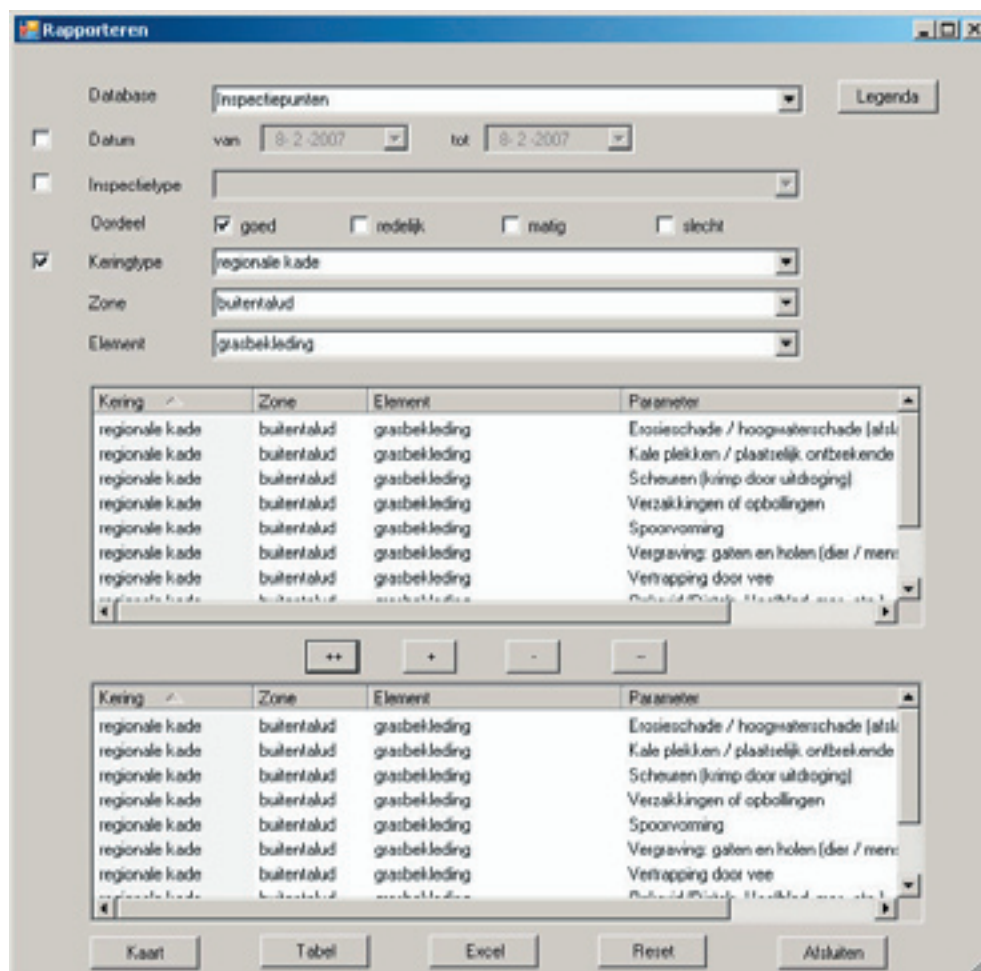 Rapporteren
Database Inspectiepunten Legenda
Datum van 8-2-2007 tot 8-2-2007
Inspectietype
Oordeel goed redelijk matig slecht
Keringtype regionale kade
Zone buitentalud
Element grasbekleding
Kering Zone Element Parameter
regionale kade buitentalud grasbekleding Erosieschade / hoogwaterschade (afsl
regionale kade buitentalud grasbekleding Kale plekken / plaatselijk ontbrekende
regionale kade buitentalud grasbekleding Scheuren (krimp door uitdroging)
regionale kade buitentalud grasbekleding Verzakkingen of opbollingen
regionale kade buitentalud grasbekleding Spoorvorming
regionale kade buitentalud grasbekleding Vergraving: gaten en holen (dier / mens
regionale kade buitentalud grasbekleding Vertrapping door vee
++ + - --
Kering Zone Element Parameter
regionale kade buitentalud grasbekleding Erosieschade / hoogwaterschade (afsl
regionale kade buitentalud grasbekleding Kale plekken / plaatselijk ontbrekende
regionale kade buitentalud grasbekleding Scheuren (krimp door uitdroging)
regionale kade buitentalud grasbekleding Verzakkingen of opbollingen
regionale kade buitentalud grasbekleding Spoorvorming
regionale kade buitentalud grasbekleding Vergraving: gaten en holen (dier / mens
regionale kade buitentalud grasbekleding Vertrapping door vee
Kaart Tabel Excel Reset Afsluiten